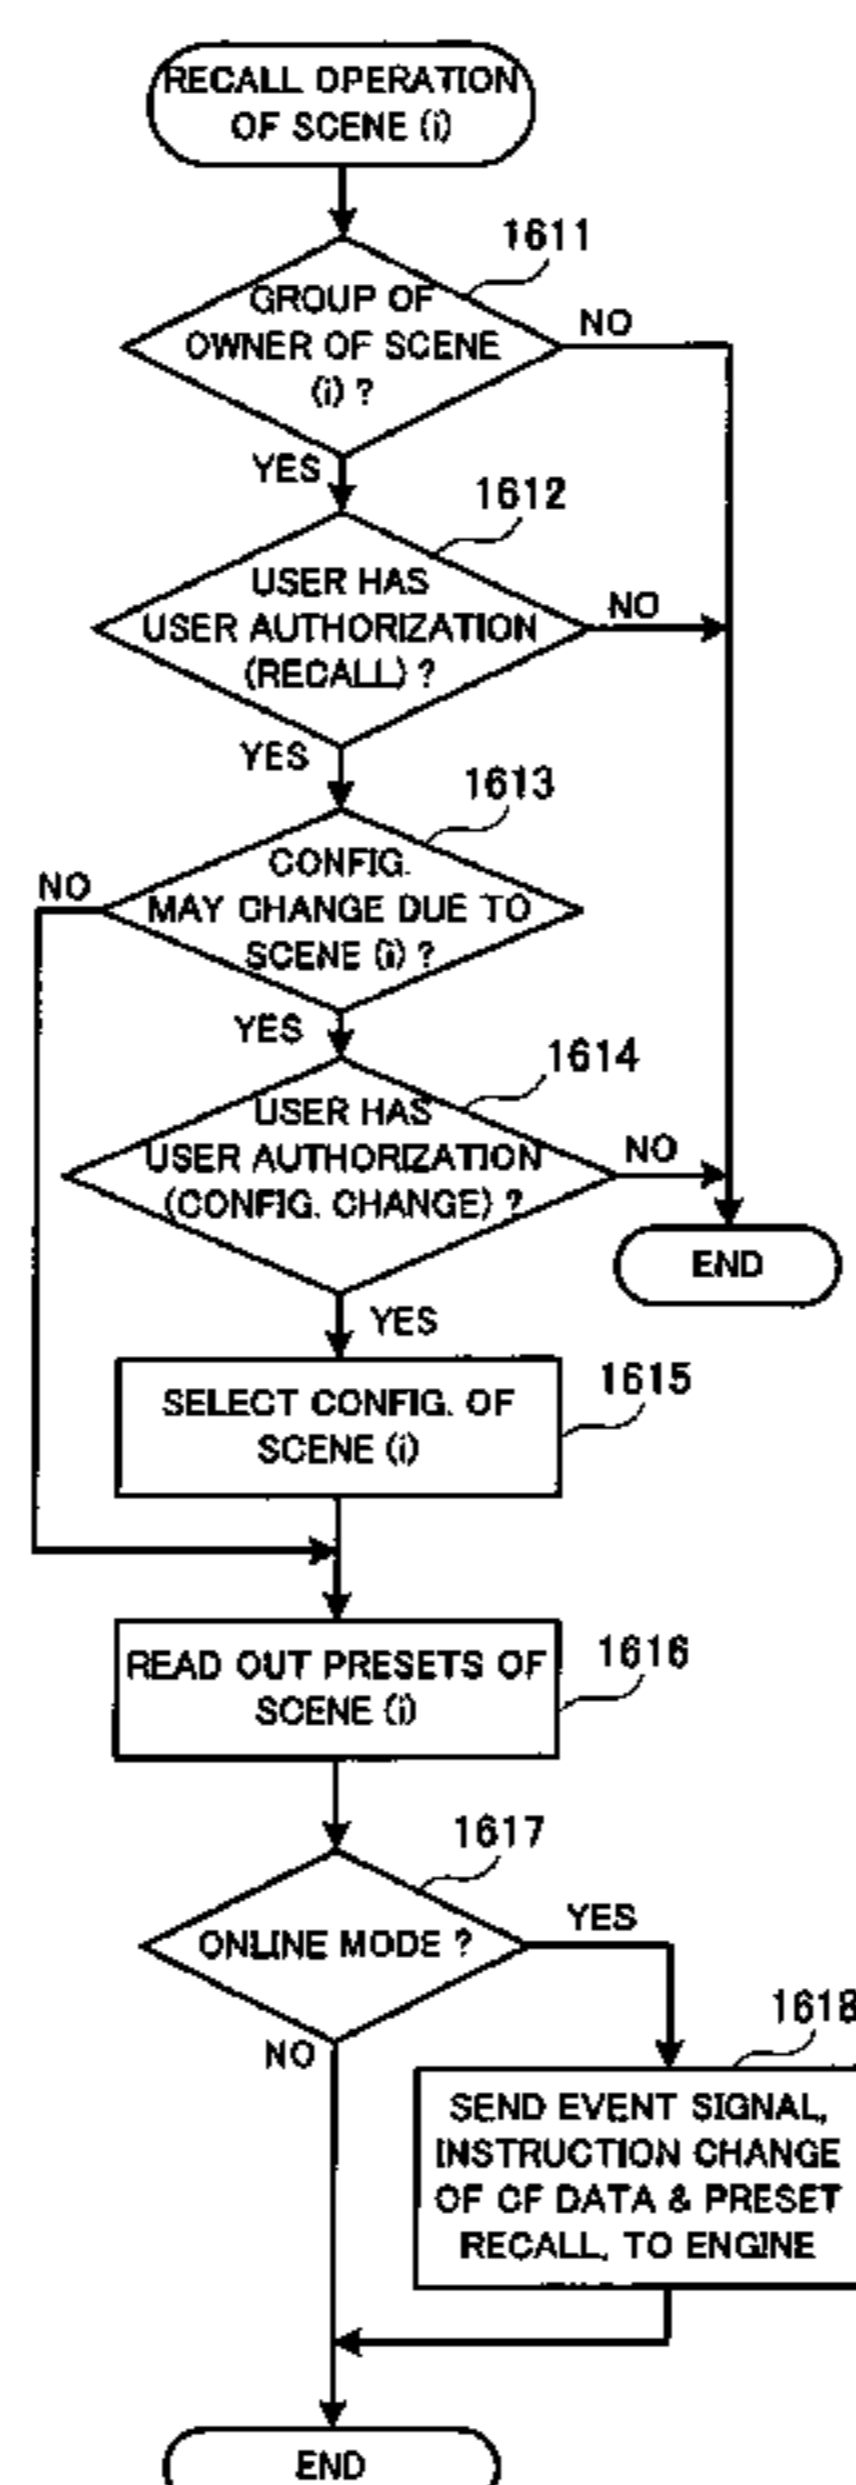 RECALL OPERATION
OF SCENE (i)
1611
GROUP OF
OWNER OF SCENE
(i) ?
NO
YES
1612
USER HAS
USER AUTHORIZATION
(RECALL) ?
NO
YES
1613
CONFIG.
MAY CHANGE DUE TO
SCENE (i) ?
NO
YES
1614
USER HAS
USER AUTHORIZATION
(CONFIG. CHANGE) ?
NO
END
YES
1615
SELECT CONFIG. OF
SCENE (i)
1616
READ OUT PRESETS OF
SCENE (i)
1617
ONLINE MODE ?
YES
NO
1618
SEND EVENT SIGNAL,
INSTRUCTION CHANGE
OF CF DATA & PRESET
RECALL, TO ENGINE
END